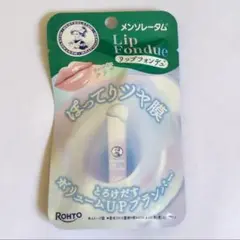 メンソレータム
Lip
Fondue
リップフォンデュ
ぽってりツヤ膜
とろけだす
ボリュームUPプランパー
ROHTO